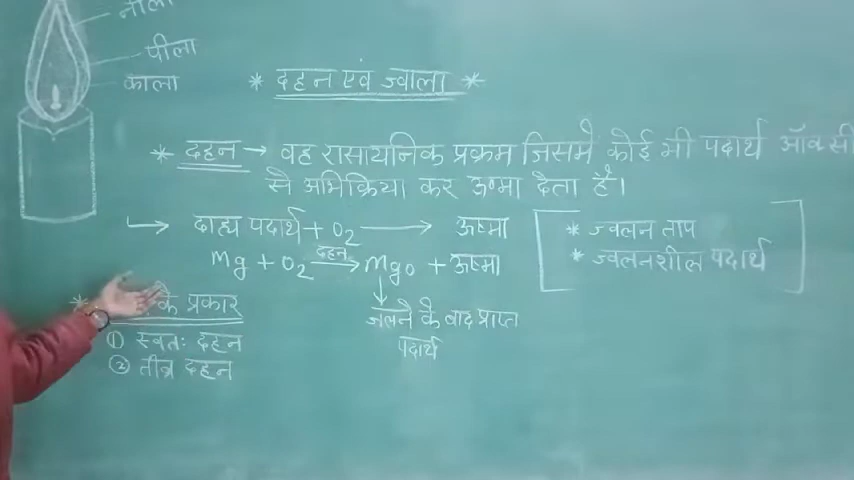 नीला
पीला
काला
* दहन एवं ज्वाला *
* दहन → वह रासायनिक प्रक्रम जिसमें कोई भी पदार्थ ऑक्सी
से अभिक्रिया कर ऊष्मा देता है।
→ दाह्य पदार्थ + O₂ → ऊष्मा
Mg + O₂ दहन→ Mgo + ऊष्मा
* ज्वलन ताप
* ज्वलनशील पदार्थ
जलने के बाद प्राप्त
पदार्थ
* के प्रकार
① स्वतः दहन
② तीव्र दहन